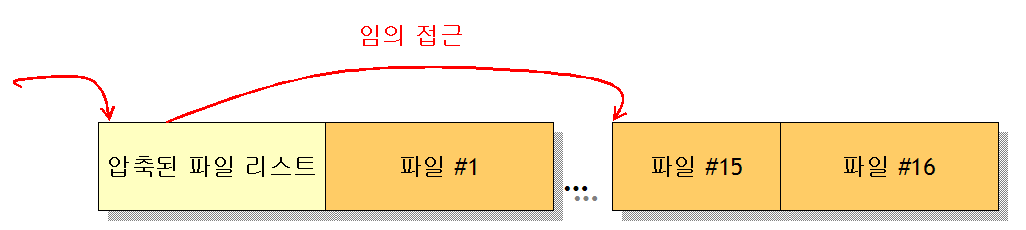 임의 접근
압축된 파일 리스트
파일 #1
...
파일 #15
파일 #16